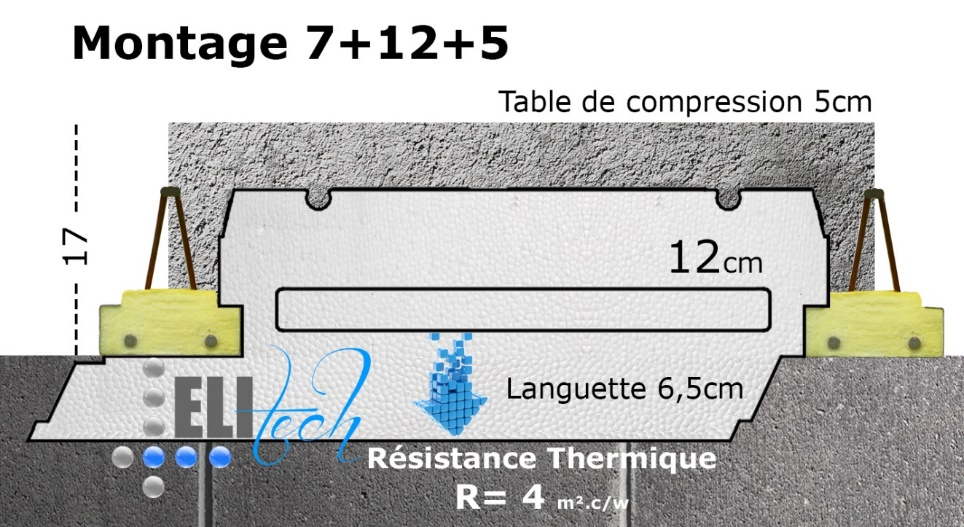 Montage 7+12+5
Table de compression 5cm
17
12cm
Languette 6,5cm
ELItech
Résistance Thermique
R= 4 m².c/w